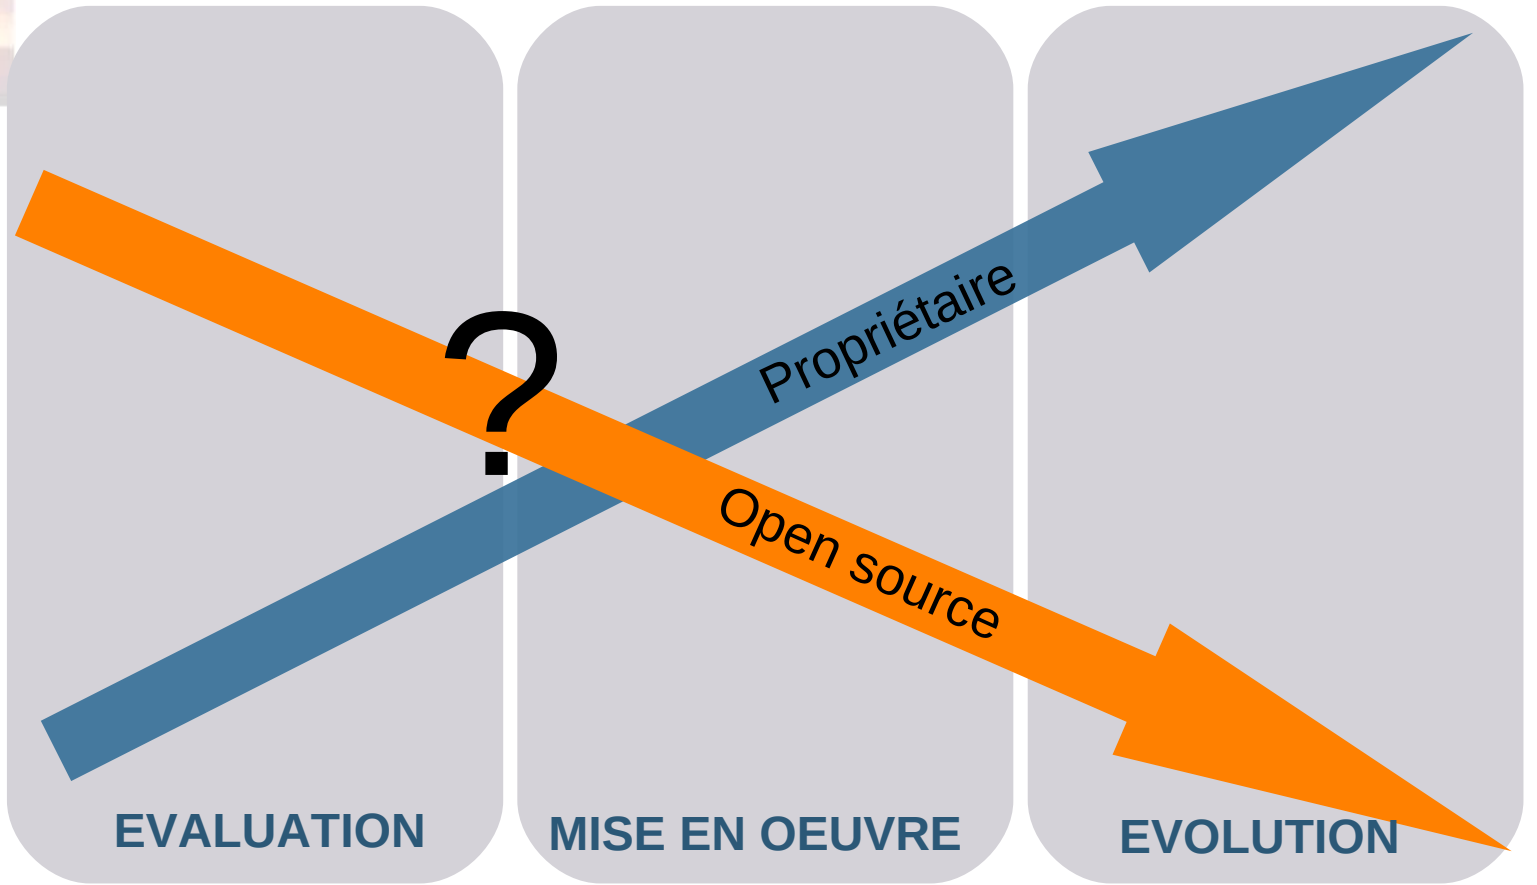 ?
Propriétaire
Open source
EVALUATION
MISE EN OEUVRE
EVOLUTION